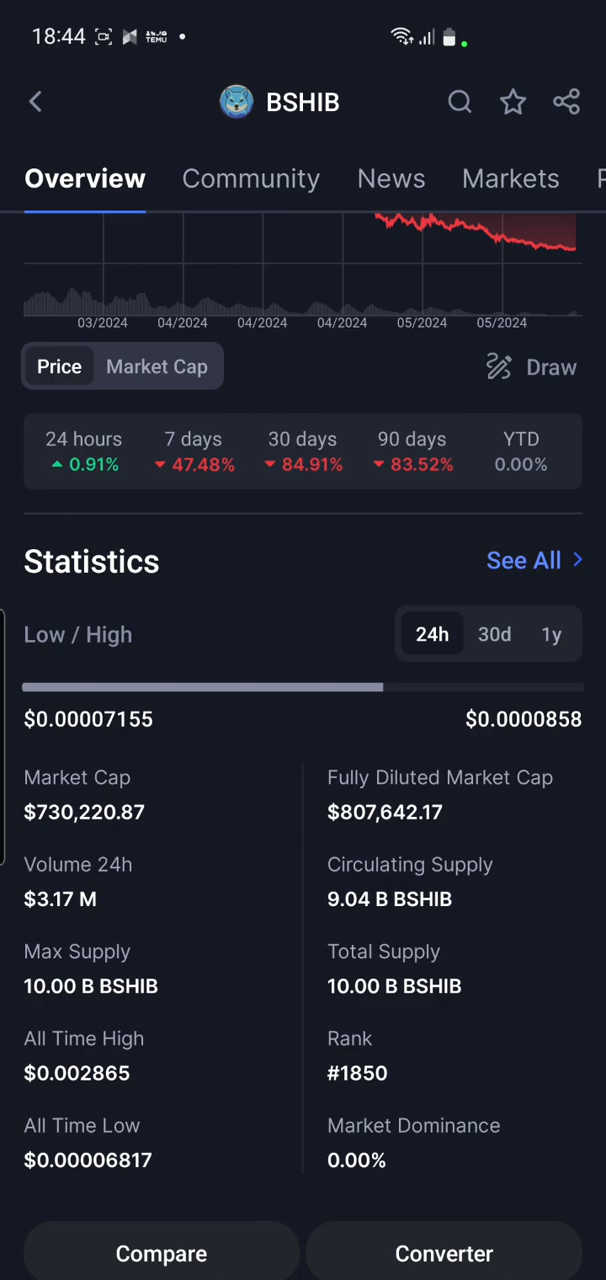 18:44 TEMU
BSHIB
Overview Community News Markets
03/2024 04/2024 04/2024 04/2024 05/2024 05/2024
Price Market Cap Draw
24 hours 7 days 30 days 90 days YTD
0.91% 47.48% 84.91% 83.52% 0.00%
Statistics See All
Low / High 24h 30d 1y
$0.00007155 $0.0000858
Market Cap Fully Diluted Market Cap
$730,220.87 $807,642.17
Volume 24h Circulating Supply
$3.17 M 9.04 B BSHIB
Max Supply Total Supply
10.00 B BSHIB 10.00 B BSHIB
All Time High Rank
$0.002865 #1850
All Time Low Market Dominance
$0.00006817 0.00%
Compare Converter